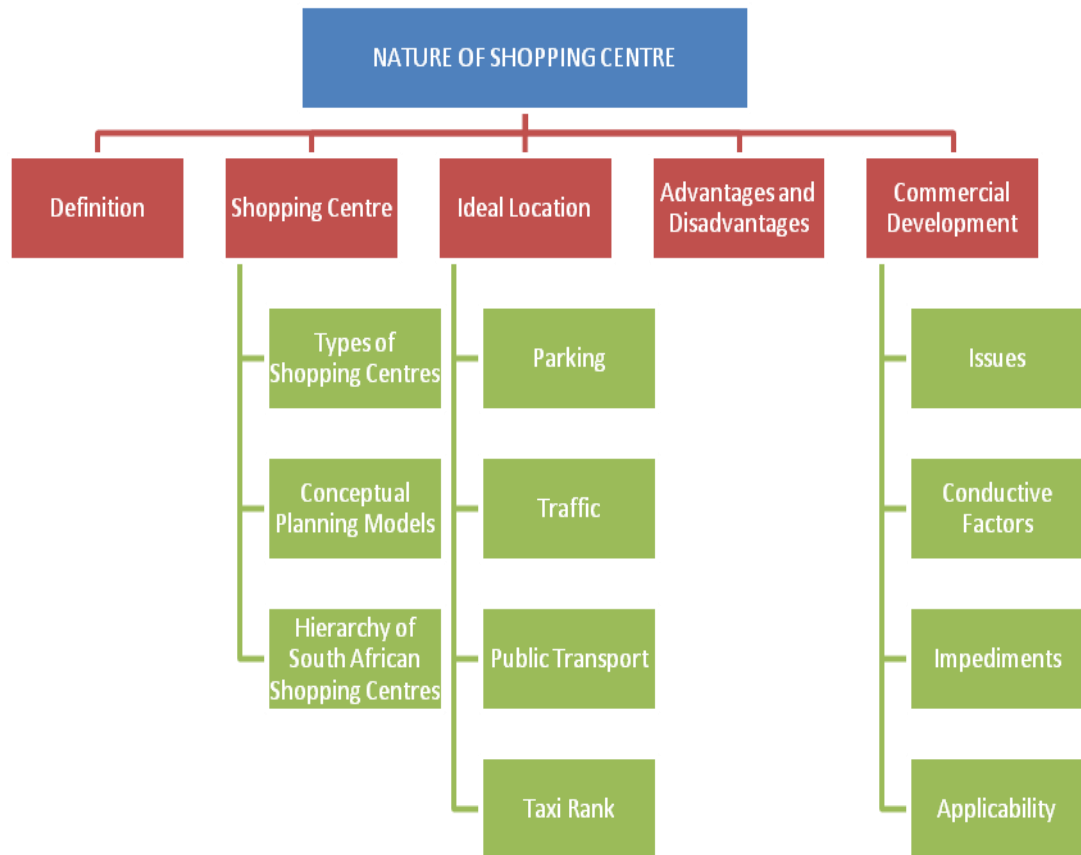 NATURE OF SHOPPING CENTRE
Definition
Shopping Centre
Ideal Location
Advantages and
Disadvantages
Commercial
Development
Types of
Shopping Centres
Conceptual
Planning Models
Hierarchy of
South African
Shopping Centres
Parking
Traffic
Public Transport
Taxi Rank
Issues
Conductive
Factors
Impediments
Applicability